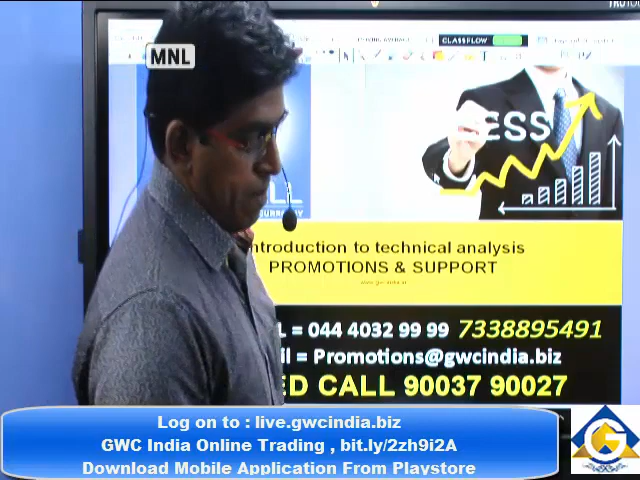 MNL
CLASSFLOW
ESS
ntroduction to technical analysis
PROMOTIONS & SUPPORT
L = 044 4032 99 99 7338895491
il = Promotions@gwcindia.biz
ED CALL 90037 90027
Log on to : live.gwcindia.biz
GWC India Online Trading , bit.ly/2zh9i2A
Download Mobile Application From Playstore
G